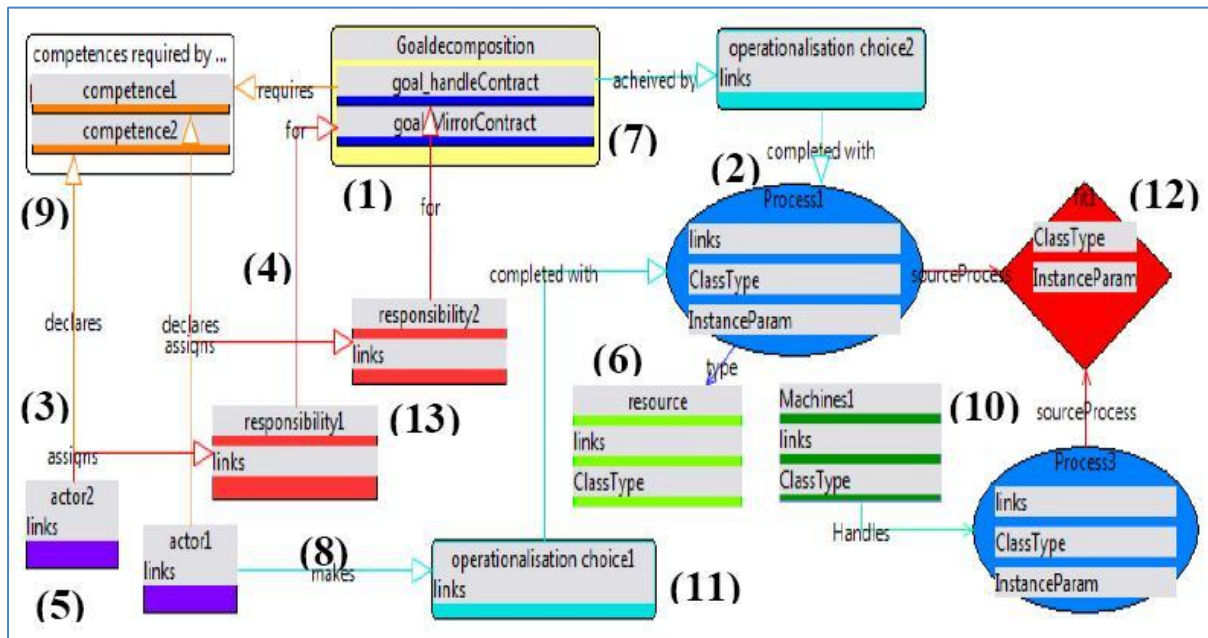 competences required by ...
competence1
competence2
(9)
Goaldecomposition
goal_handleContract
goal_MirrorContract
(1)
(7)
requires
acheived by
operationalisation choice2
links
completed with
(2)
Process1
links
ClassType
InstanceParam
sourceProcess
(12)
ClassType
InstanceParam
for
for
(4)
completed with
declares
declares
assigns
responsibility2
links
(6)
type
resource
links
ClassType
Machines1
links
ClassType
(10)
sourceProcess
Handles
Process3
links
ClassType
InstanceParam
(3)
assigns
responsibility1
links
(13)
actor2
links
(5)
actor1
links
(8)
makes
operationalisation choice1
links
(11)